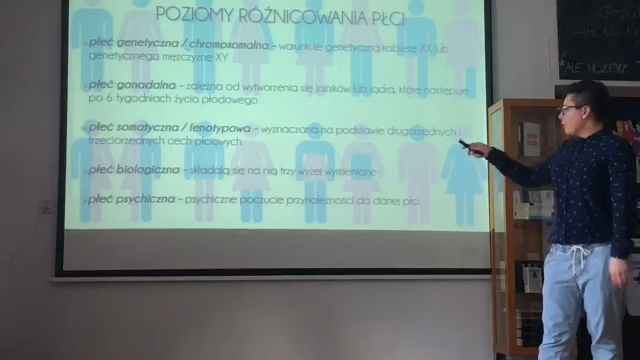 POZIOMY RÓŻNICOWANIA PŁCI
płeć genetyczna / chromosomalna - warunkuje genetyczną kobietę XX lub
genetycznego mężczyznę XY
płeć gonadalna - zależna od wytworzenia się jajników lub jądra, które następuje
po 6 tygodniach życia płodowego
płeć somatyczna / fenotypowa - wyznaczana na podstawie drugorzędnych i
trzeciorzędnych cech płciowych
płeć biologiczna - składają się na nią trzy wyżej wymienione
płeć psychiczna - psychiczne poczucie przynależności do danej płci
ALE MOŻEMY